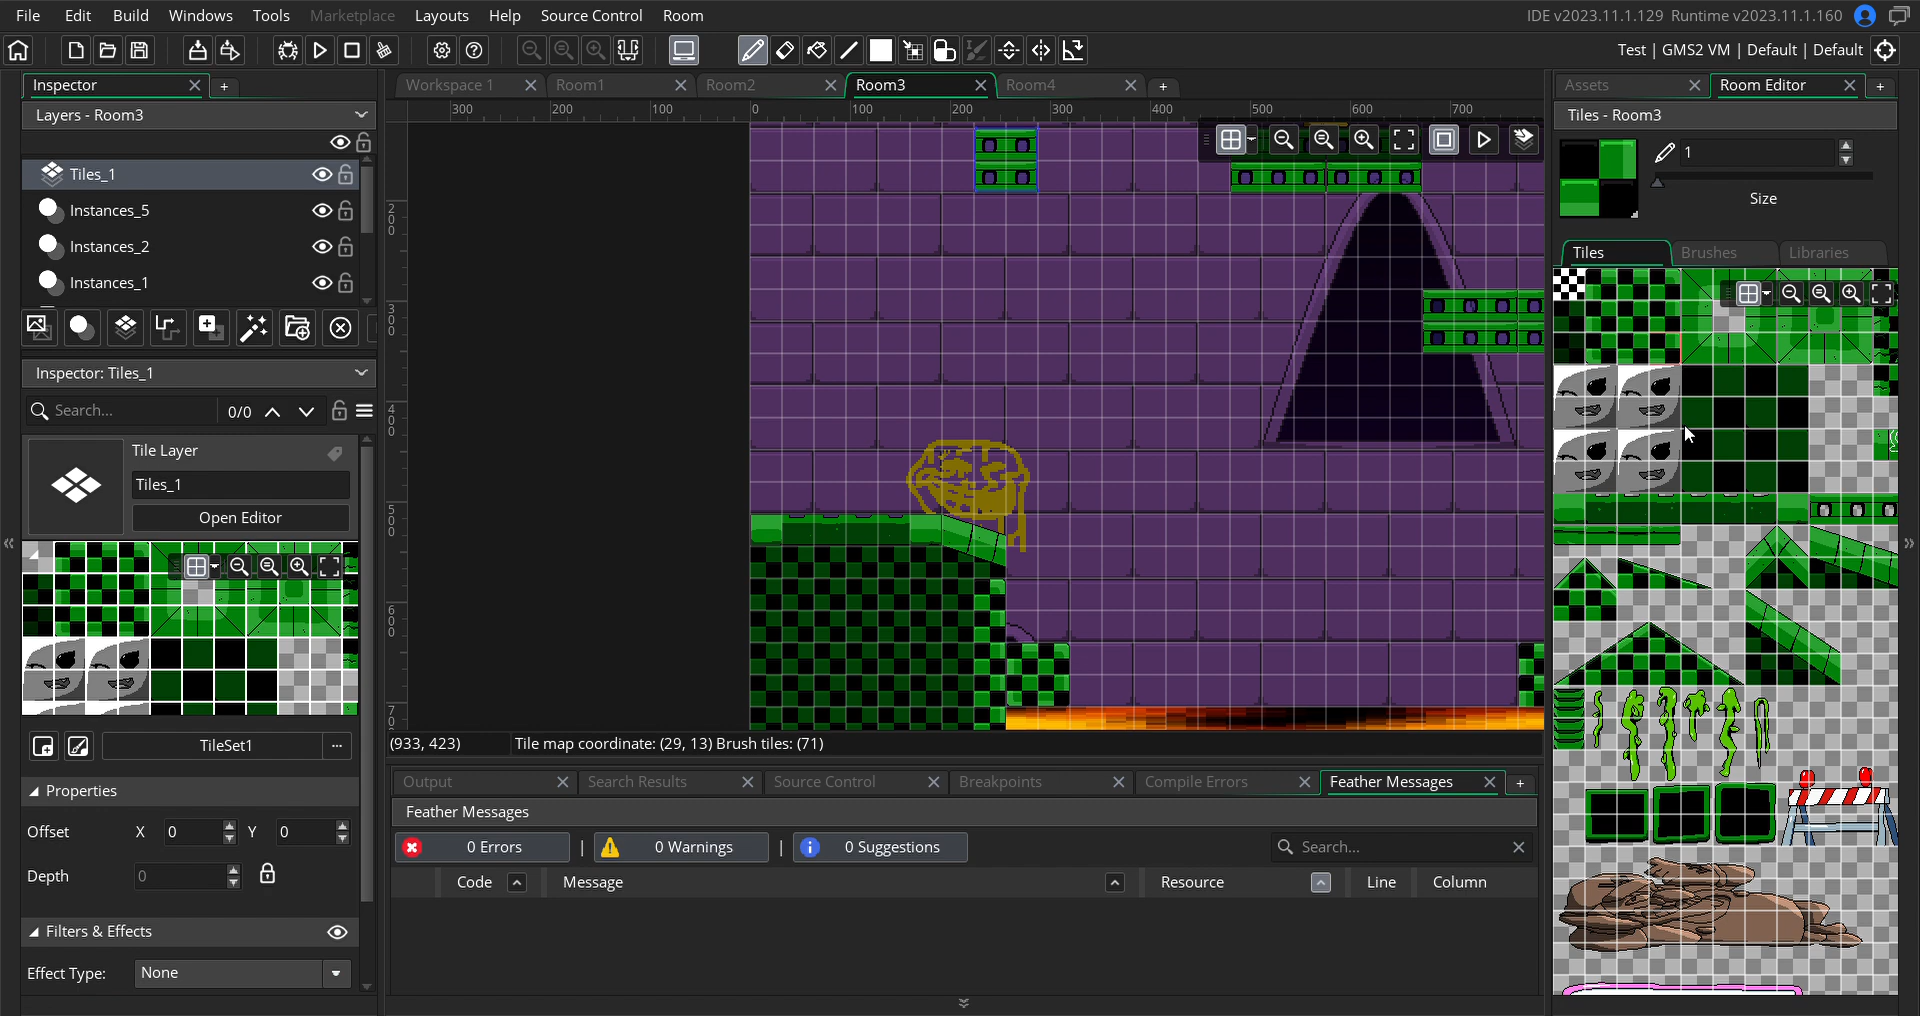 File Edit Build Windows Tools Marketplace Layouts Help Source Control Room IDE v2023.11.1.129 Runtime v2023.11.1.160
Test | GMS2 VM | Default | Default
Inspector
Workspace 1 Room1 Room2 Room3 Room4
Assets Room Editor
Layers - Room3
300 200 100 0 100 200 300 400 500 600 700
Tiles - Room3
Tiles_1
Instances_5
Instances_2
Instances_1
1
Size
Tiles Brushes Libraries
200
300
400
500
600
70
Inspector: Tiles_1
Search... 0/0
Tile Layer
Tiles_1
Open Editor
TileSet1
...
(933, 423) Tile map coordinate: (29, 13) Brush tiles: (71)
Output Search Results Source Control Breakpoints Compile Errors Feather Messages
Feather Messages
0 Errors | 0 Warnings | 0 Suggestions Search...
Code Message Resource Line Column
Properties
Offset X 0 Y 0
Depth 0
Filters & Effects
Effect Type: None